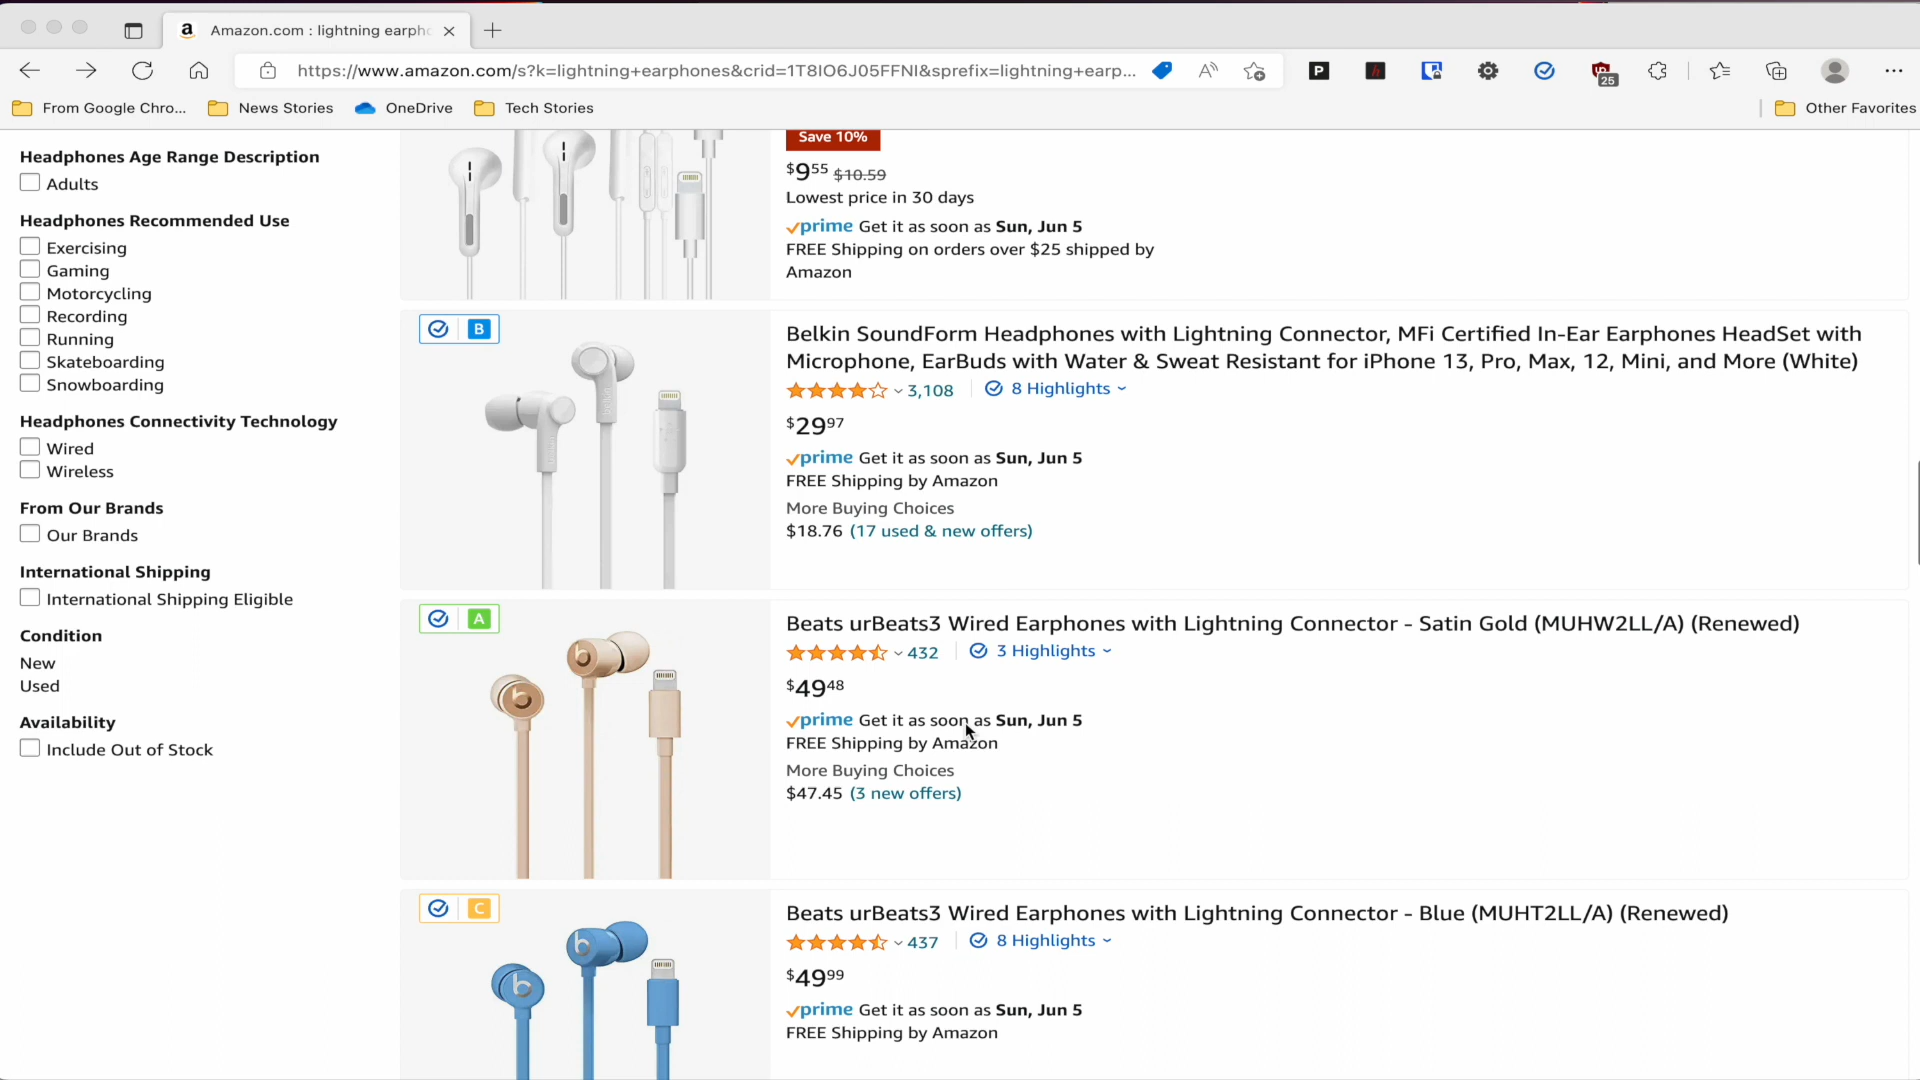 Amazon.com : lightning earph
https://www.amazon.com/s?k=lightning+earphones&crid=1T8IO6J05FFNI&sprefix=lightning+earp...
25
From Google Chro...
News Stories
OneDrive
Tech Stories
Other Favorites
Headphones Age Range Description
Adults
Headphones Recommended Use
Exercising
Gaming
Motorcycling
Recording
Running
Skateboarding
Snowboarding
Headphones Connectivity Technology
Wired
Wireless
From Our Brands
Our Brands
International Shipping
International Shipping Eligible
Condition
New
Used
Availability
Include Out of Stock
Save 10%
$9.55 $10.59
Lowest price in 30 days
prime Get it as soon as Sun, Jun 5
FREE Shipping on orders over $25 shipped by
Amazon
B
Belkin SoundForm Headphones with Lightning Connector, MFi Certified In-Ear Earphones HeadSet with
Microphone, EarBuds with Water & Sweat Resistant for iPhone 13, Pro, Max, 12, Mini, and More (White)
3,108 8 Highlights
$29.97
prime Get it as soon as Sun, Jun 5
FREE Shipping by Amazon
More Buying Choices
$18.76 (17 used & new offers)
A
Beats urBeats3 Wired Earphones with Lightning Connector - Satin Gold (MUHW2LL/A) (Renewed)
432 3 Highlights
$49.48
prime Get it as soon as Sun, Jun 5
FREE Shipping by Amazon
More Buying Choices
$47.45 (3 new offers)
C
Beats urBeats3 Wired Earphones with Lightning Connector - Blue (MUHT2LL/A) (Renewed)
437 8 Highlights
$49.99
prime Get it as soon as Sun, Jun 5
FREE Shipping by Amazon